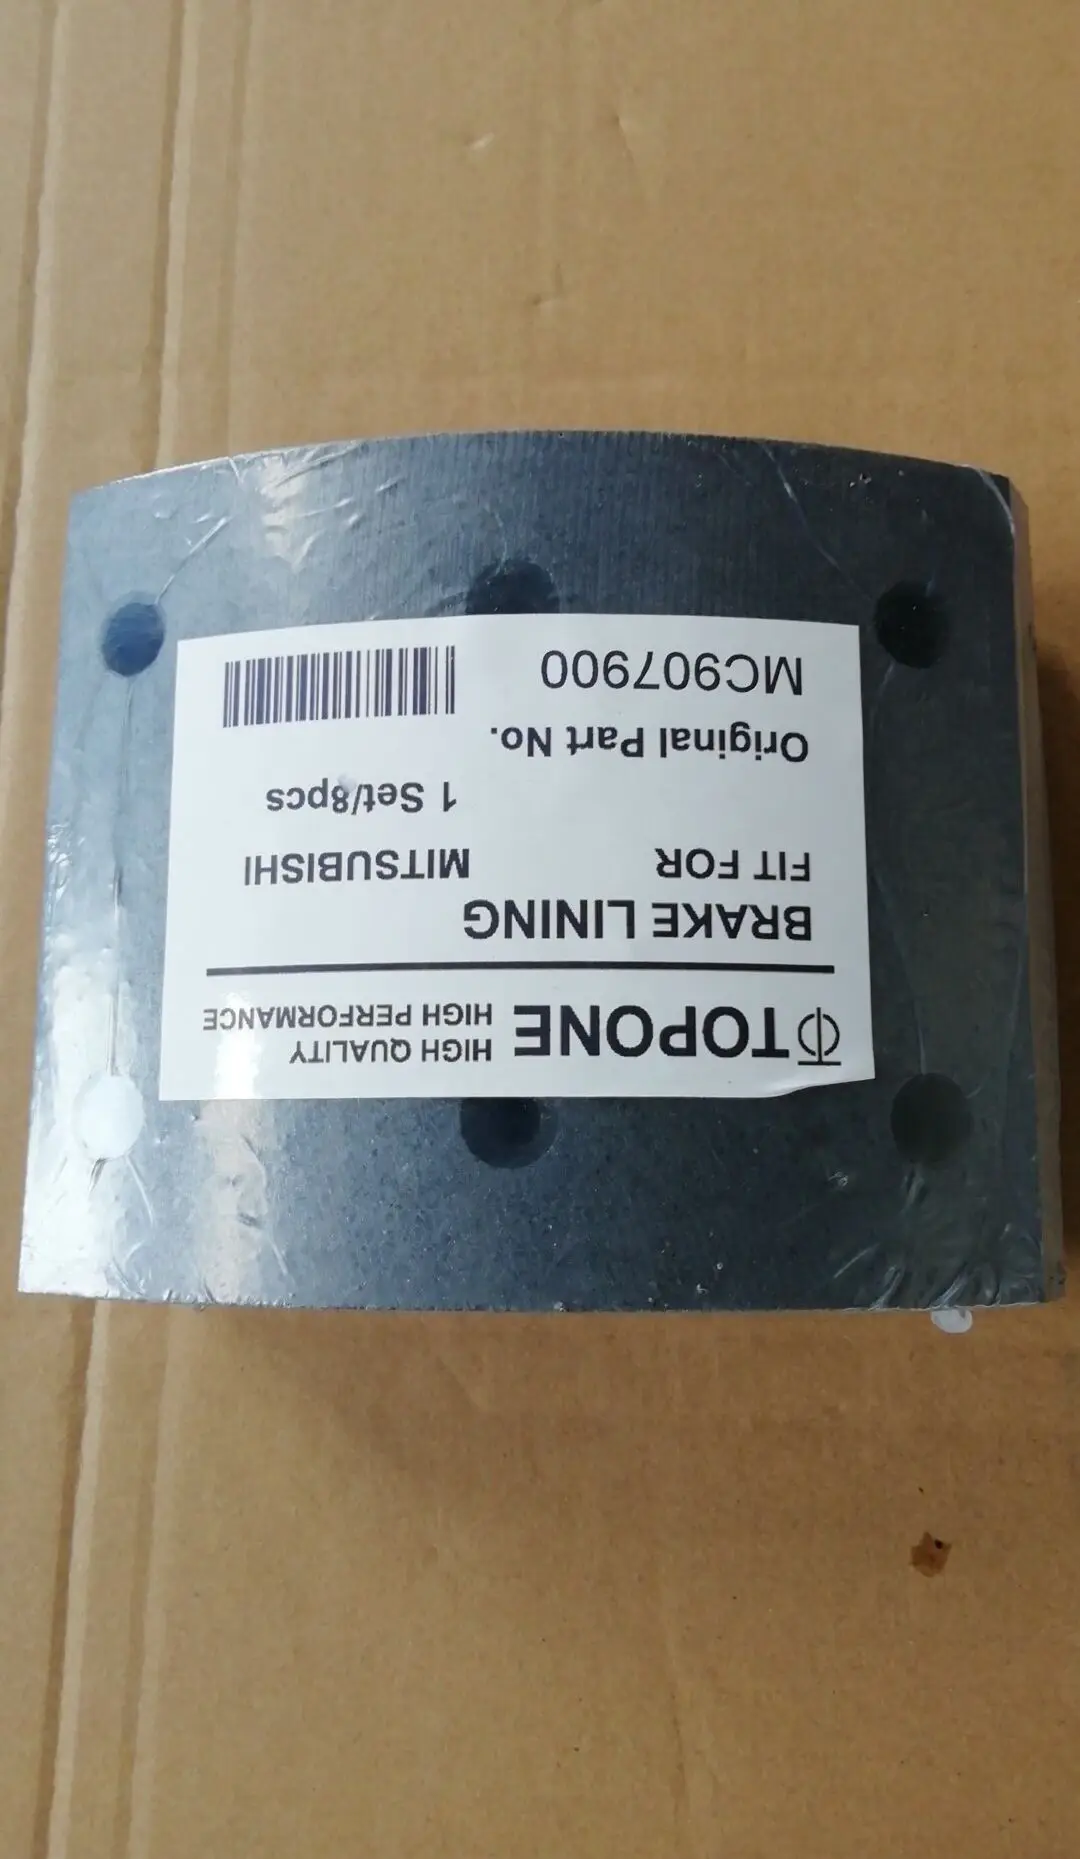 TOPONE
HIGH QUALITY
HIGH PERFORMANCE
BRAKE LINING
FIT FOR MITSUBISHI
1 Set/8pcs
Original Part No.
MC907900